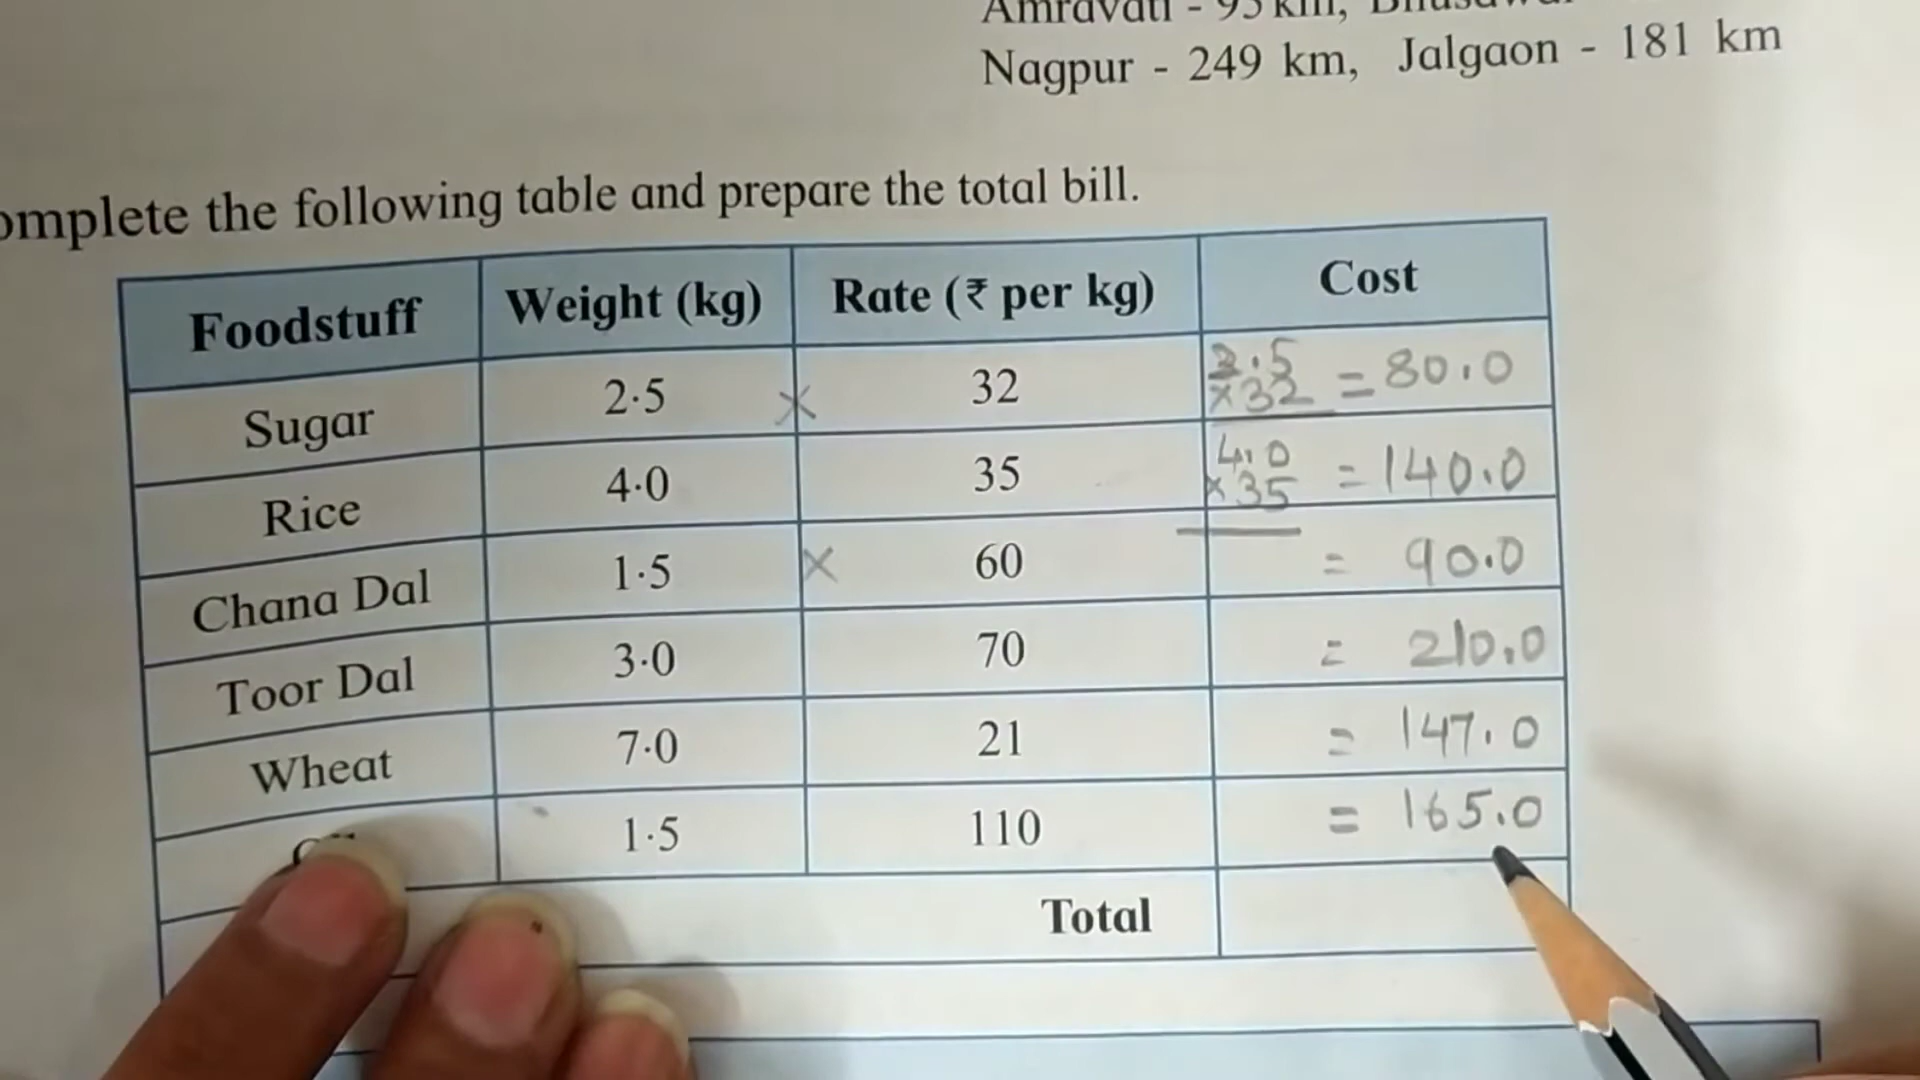 Amravati - 95 km,
Nagpur - 249 km, Jalgaon - 181 km
omplete the following table and prepare the total bill.
Foodstuff Weight (kg) Rate (₹ per kg) Cost
Sugar 2·5 × 32 2.5 ×32 = 80.0
Rice 4·0 35 4.0 ×35 = 140.0
Chana Dal 1·5 × 60 = 90.0
Toor Dal 3·0 70 = 210.0
Wheat 7·0 21 = 147.0
1·5 110 = 165.0
Total